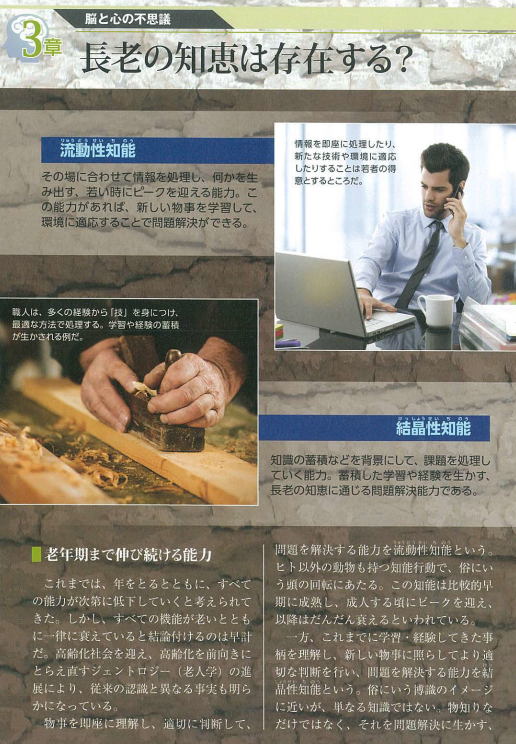 脳と心の不思議
3章
長老の知恵は存在する？
りゅうどうせいちのう
流動性知能
その場に合わせて情報を処理し、何かを生
み出す、若い時にピークを迎える能力。こ
の能力があれば、新しい物事を学習して、
環境に適応することで問題解決ができる。
情報を即座に処理したり、
新たな技術や環境に適応
したりすることは若者の得
意とするところだ。
職人は、多くの経験から「技」を身につけ、
最適な方法で処理する。学習や経験の蓄積
が生かされる例だ。
けっしょうせいちのう
結晶性知能
知識の蓄積などを背景にして、課題を処理し
ていく能力。蓄積した学習や経験を生かす、
長老の知恵に通じる問題解決能力である。
老年期まで伸び続ける能力
これまでは、年をとるとともに、すべて
の能力が次第に低下していくと考えられて
きた。しかし、すべての機能が老いととも
に一律に衰えていると結論付けるのは早計
だ。高齢化社会を迎え、高齢化を前向きに
とらえ直すジェントロジー（老人学）の進
展により、従来の認識と異なる事実も明ら
かになっている。
物事を即座に理解し、適切に判断して、
問題を解決する能力を流動性知能という。
ヒト以外の動物も持つ知能行動で、俗にい
う頭の回転にあたる。この知能は比較的早
期に成熟し、成人する頃にピークを迎え、
以降はだんだん衰えるといわれている。
一方、これまでに学習・経験してきた事
柄を理解し、新しい物事に照らしてより適
切な判断を行い、問題を解決する能力を結
晶性知能という。俗にいう博識のイメージ
に近いが、単なる知識ではない。物知りな
だけではなく、それを問題解決に生かす、